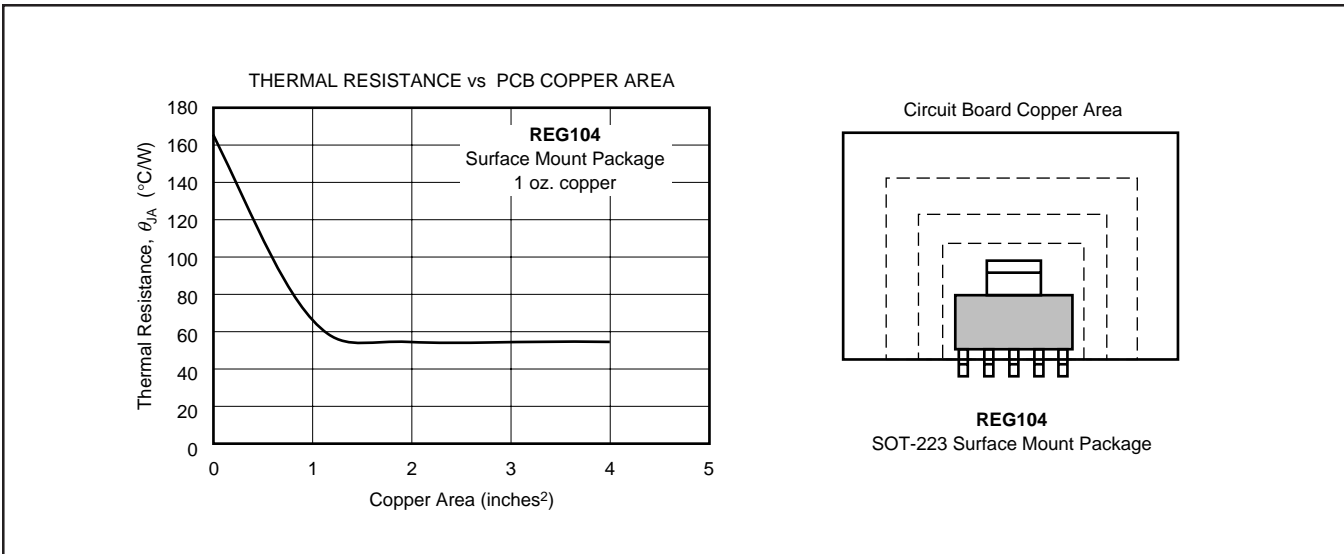 THERMAL RESISTANCE vs PCB COPPER AREA
180
160
140
120
100
80
60
40
20
0
Thermal Resistance, θJA (°C/W)
REG104
Surface Mount Package
1 oz. copper
0 1 2 3 4 5
Copper Area (inches²)
Circuit Board Copper Area
REG104
SOT-223 Surface Mount Package